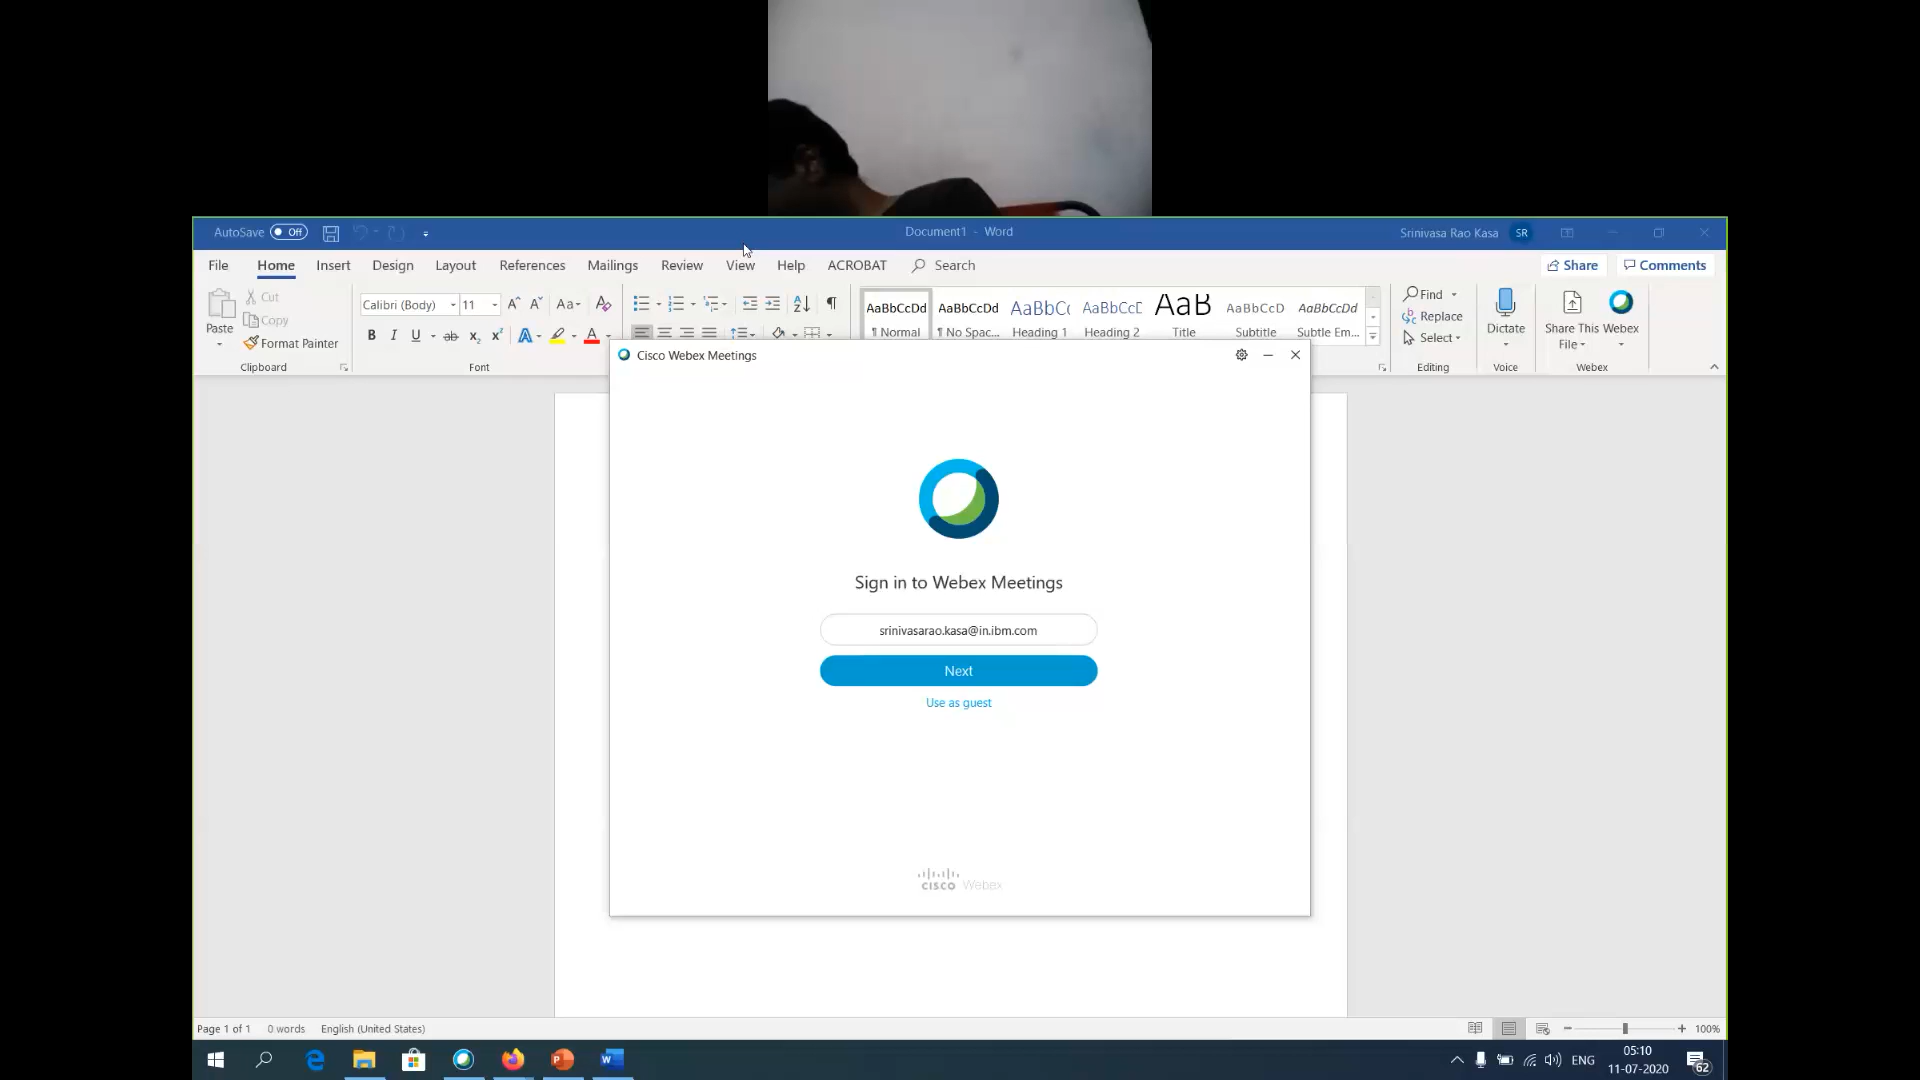 AutoSave Off
Document1 - Word
Srinivasa Rao Kasa SR
File Home Insert Design Layout References Mailings Review View Help ACROBAT Search
Share Comments
Paste
Cut
Copy
Format Painter
Clipboard
Calibri (Body) 11
Font
AaBbCcDd AaBbCcDd AaBbC( AaBbCcE AaB AaBbCcD AaBbCcDd
¶ Normal ¶ No Spac... Heading 1 Heading 2 Title Subtitle Subtle Em...
Find
Replace
Select
Editing
Dictate
Voice
Share This File
Webex
Webex
Cisco Webex Meetings
Sign in to Webex Meetings
srinivasarao.kasa@in.ibm.com
Next
Use as guest
cisco Webex
Page 1 of 1 0 words English (United States)
100%
ENG
05:10
11-07-2020
62